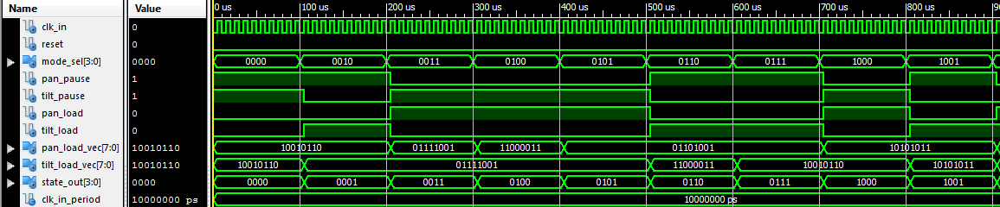 Name Value 0 us 100 us 200 us 300 us 400 us 500 us 600 us 700 us 800 us
clk_in 0
reset 0
mode_sel[3:0] 0000 0000 0010 0011 0100 0101 0110 0111 1000 1001
pan_pause 1
tilt_pause 1
pan_load 0
tilt_load 0
pan_load_vec[7:0] 10010110 10010110 01111001 11000011 01101001 10101011
tilt_load_vec[7:0] 10010110 10010110 01111001 11000011 10010110 10101011
state_out[3:0] 0000 0000 0001 0011 0100 0101 0110 0111 1000 1001
clk_in_period 10000000 ps 10000000 ps